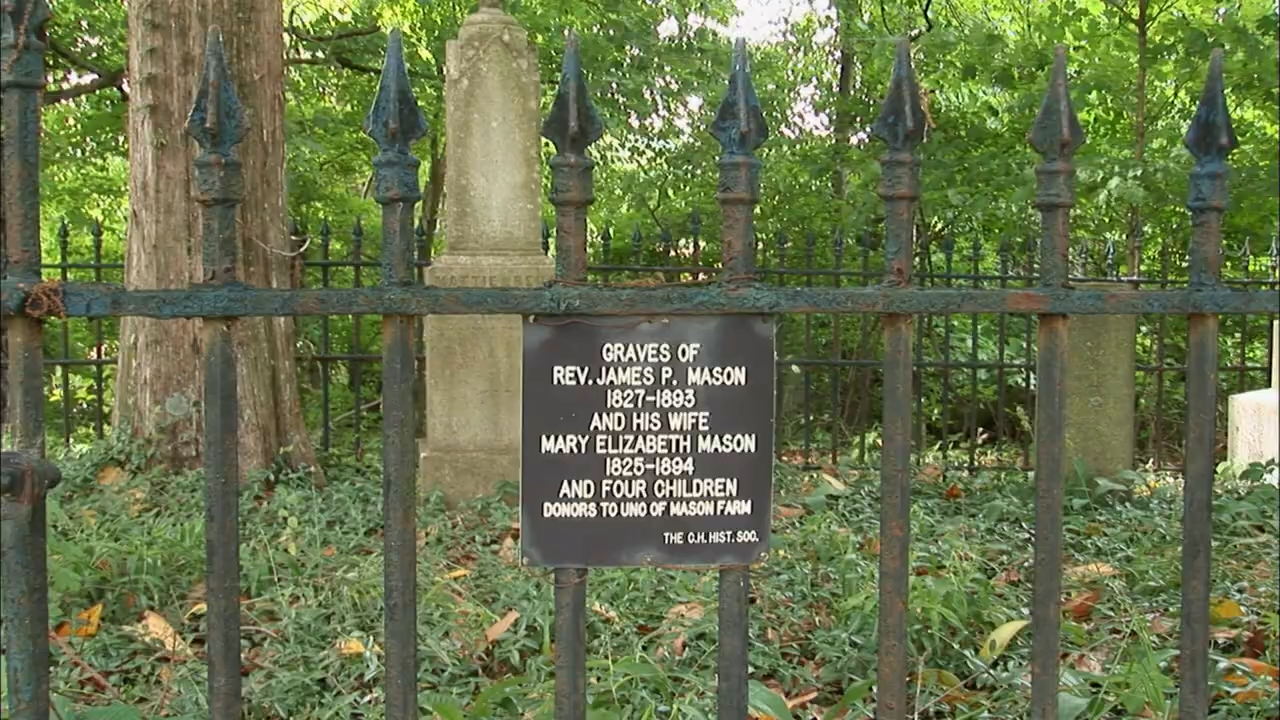 GRAVES OF
REV. JAMES P. MASON
1827-1893
AND HIS WIFE
MARY ELIZABETH MASON
1825-1894
AND FOUR CHILDREN
DONORS TO UNO OF MASON FARM
THE C.H. HIST. SOC.